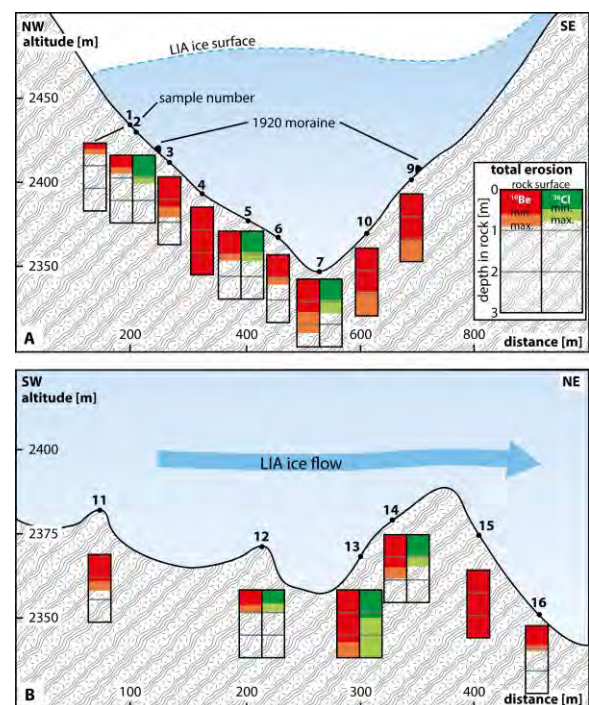 NW
SE
altitude [m]
LIA ice surface
2450
2400
2350
sample number
1920 moraine
1
2
3
4
5
6
7
10
9
total erosion
rock surface
¹⁰Be
³⁶Cl
min.
min.
max.
max.
depth in rock [m]
0
1
2
3
A
200
400
600
800
distance [m]
SW
NE
altitude [m]
2400
2375
2350
LIA ice flow
11
12
13
14
15
16
B
100
200
300
400
500
distance [m]